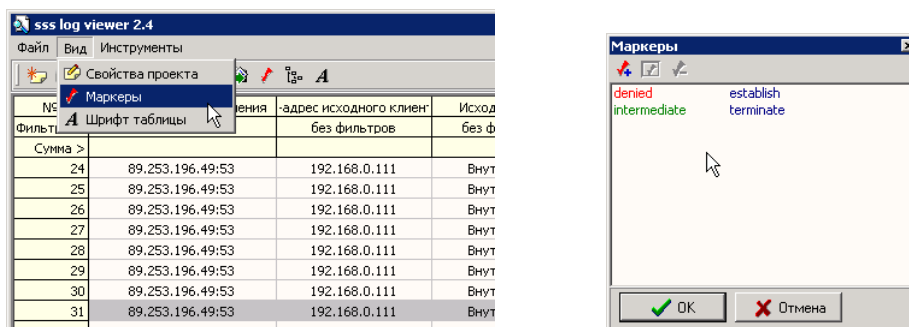 sss log viewer 2.4
Файл Вид Инструменты
Свойства проекта
Маркеры
Шрифт таблицы
№ ения -адрес исходного клиент Исход
Фильт без фильтров без ф
Сумма >
24 89.253.196.49:53 192.168.0.111 Внут
25 89.253.196.49:53 192.168.0.111 Внут
26 89.253.196.49:53 192.168.0.111 Внут
27 89.253.196.49:53 192.168.0.111 Внут
28 89.253.196.49:53 192.168.0.111 Внут
29 89.253.196.49:53 192.168.0.111 Внут
30 89.253.196.49:53 192.168.0.111 Внут
31 89.253.196.49:53 192.168.0.111 Внут
Маркеры
denied establish
intermediate terminate
OK Отмена